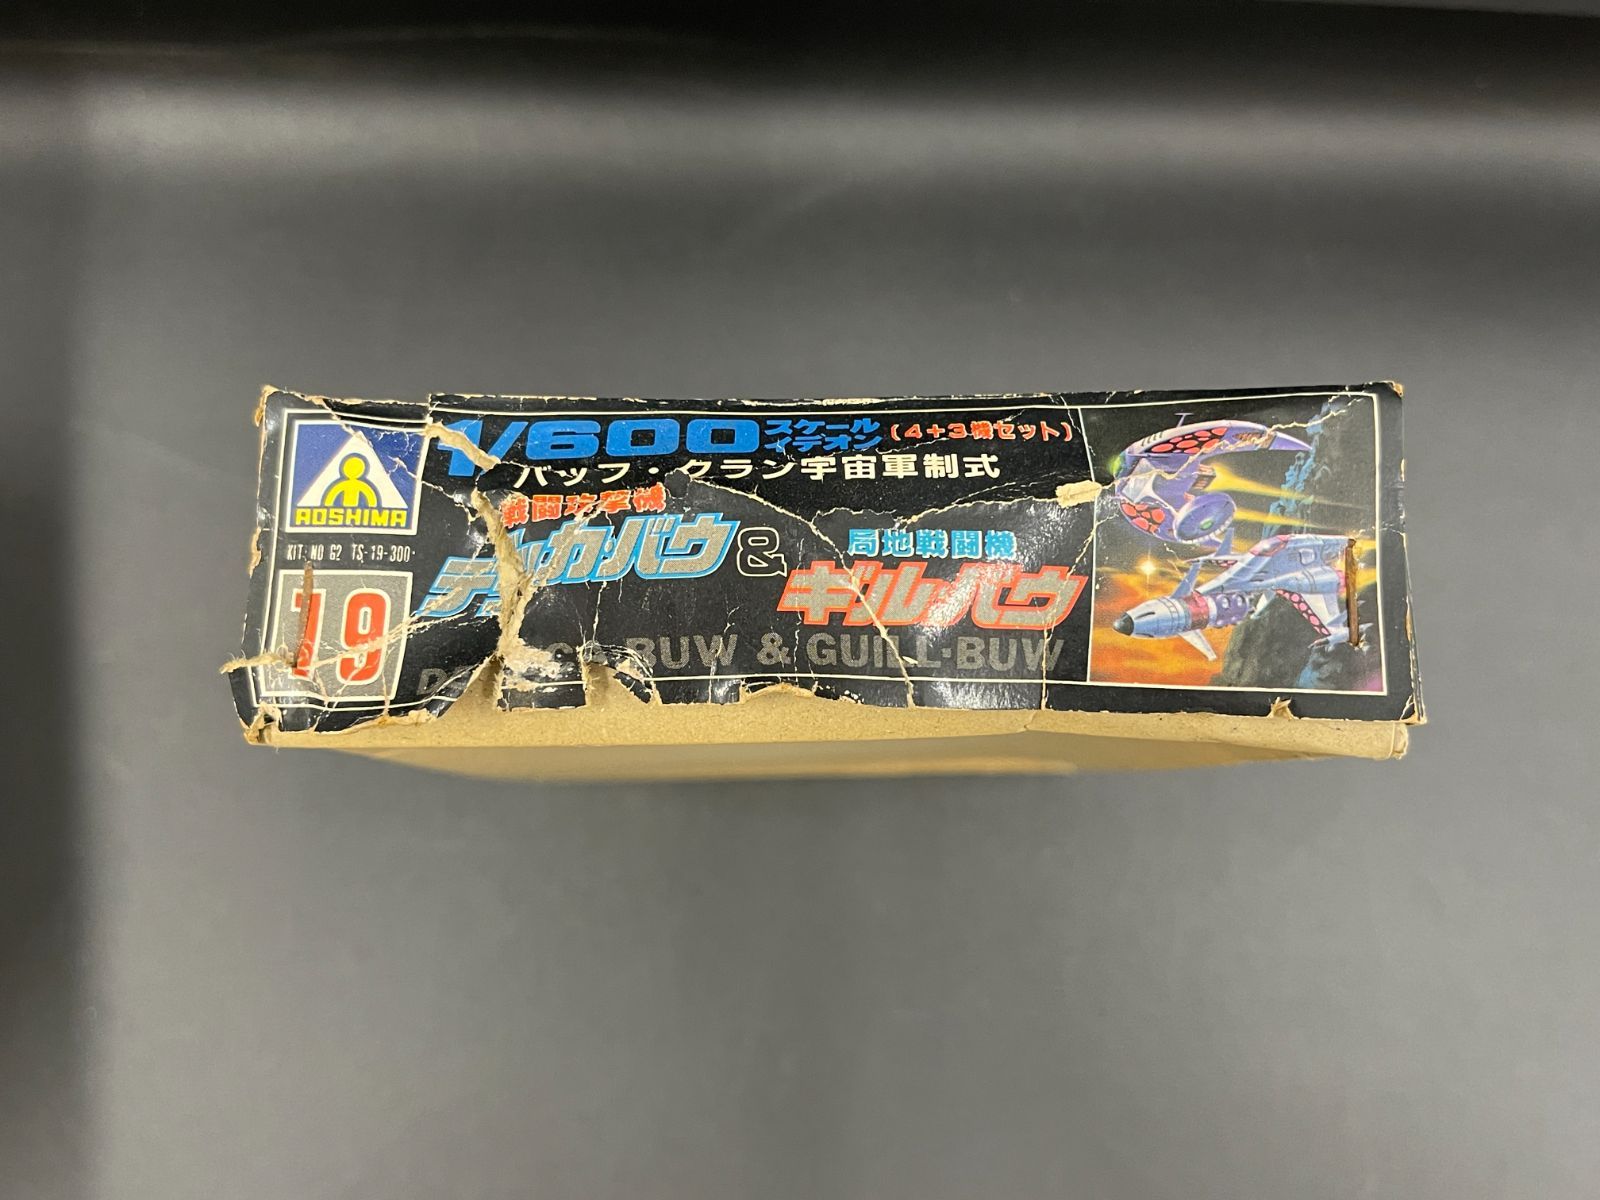 AOSHIMA
KIT. NO G2 TS-19-300
19
1/600 スケール イデオン (4+3機セット)
バッフ・クラン宇宙軍制式
戦闘攻撃機
局地戦闘機
&
ギル・バウ
BUW & GUILL・BUW